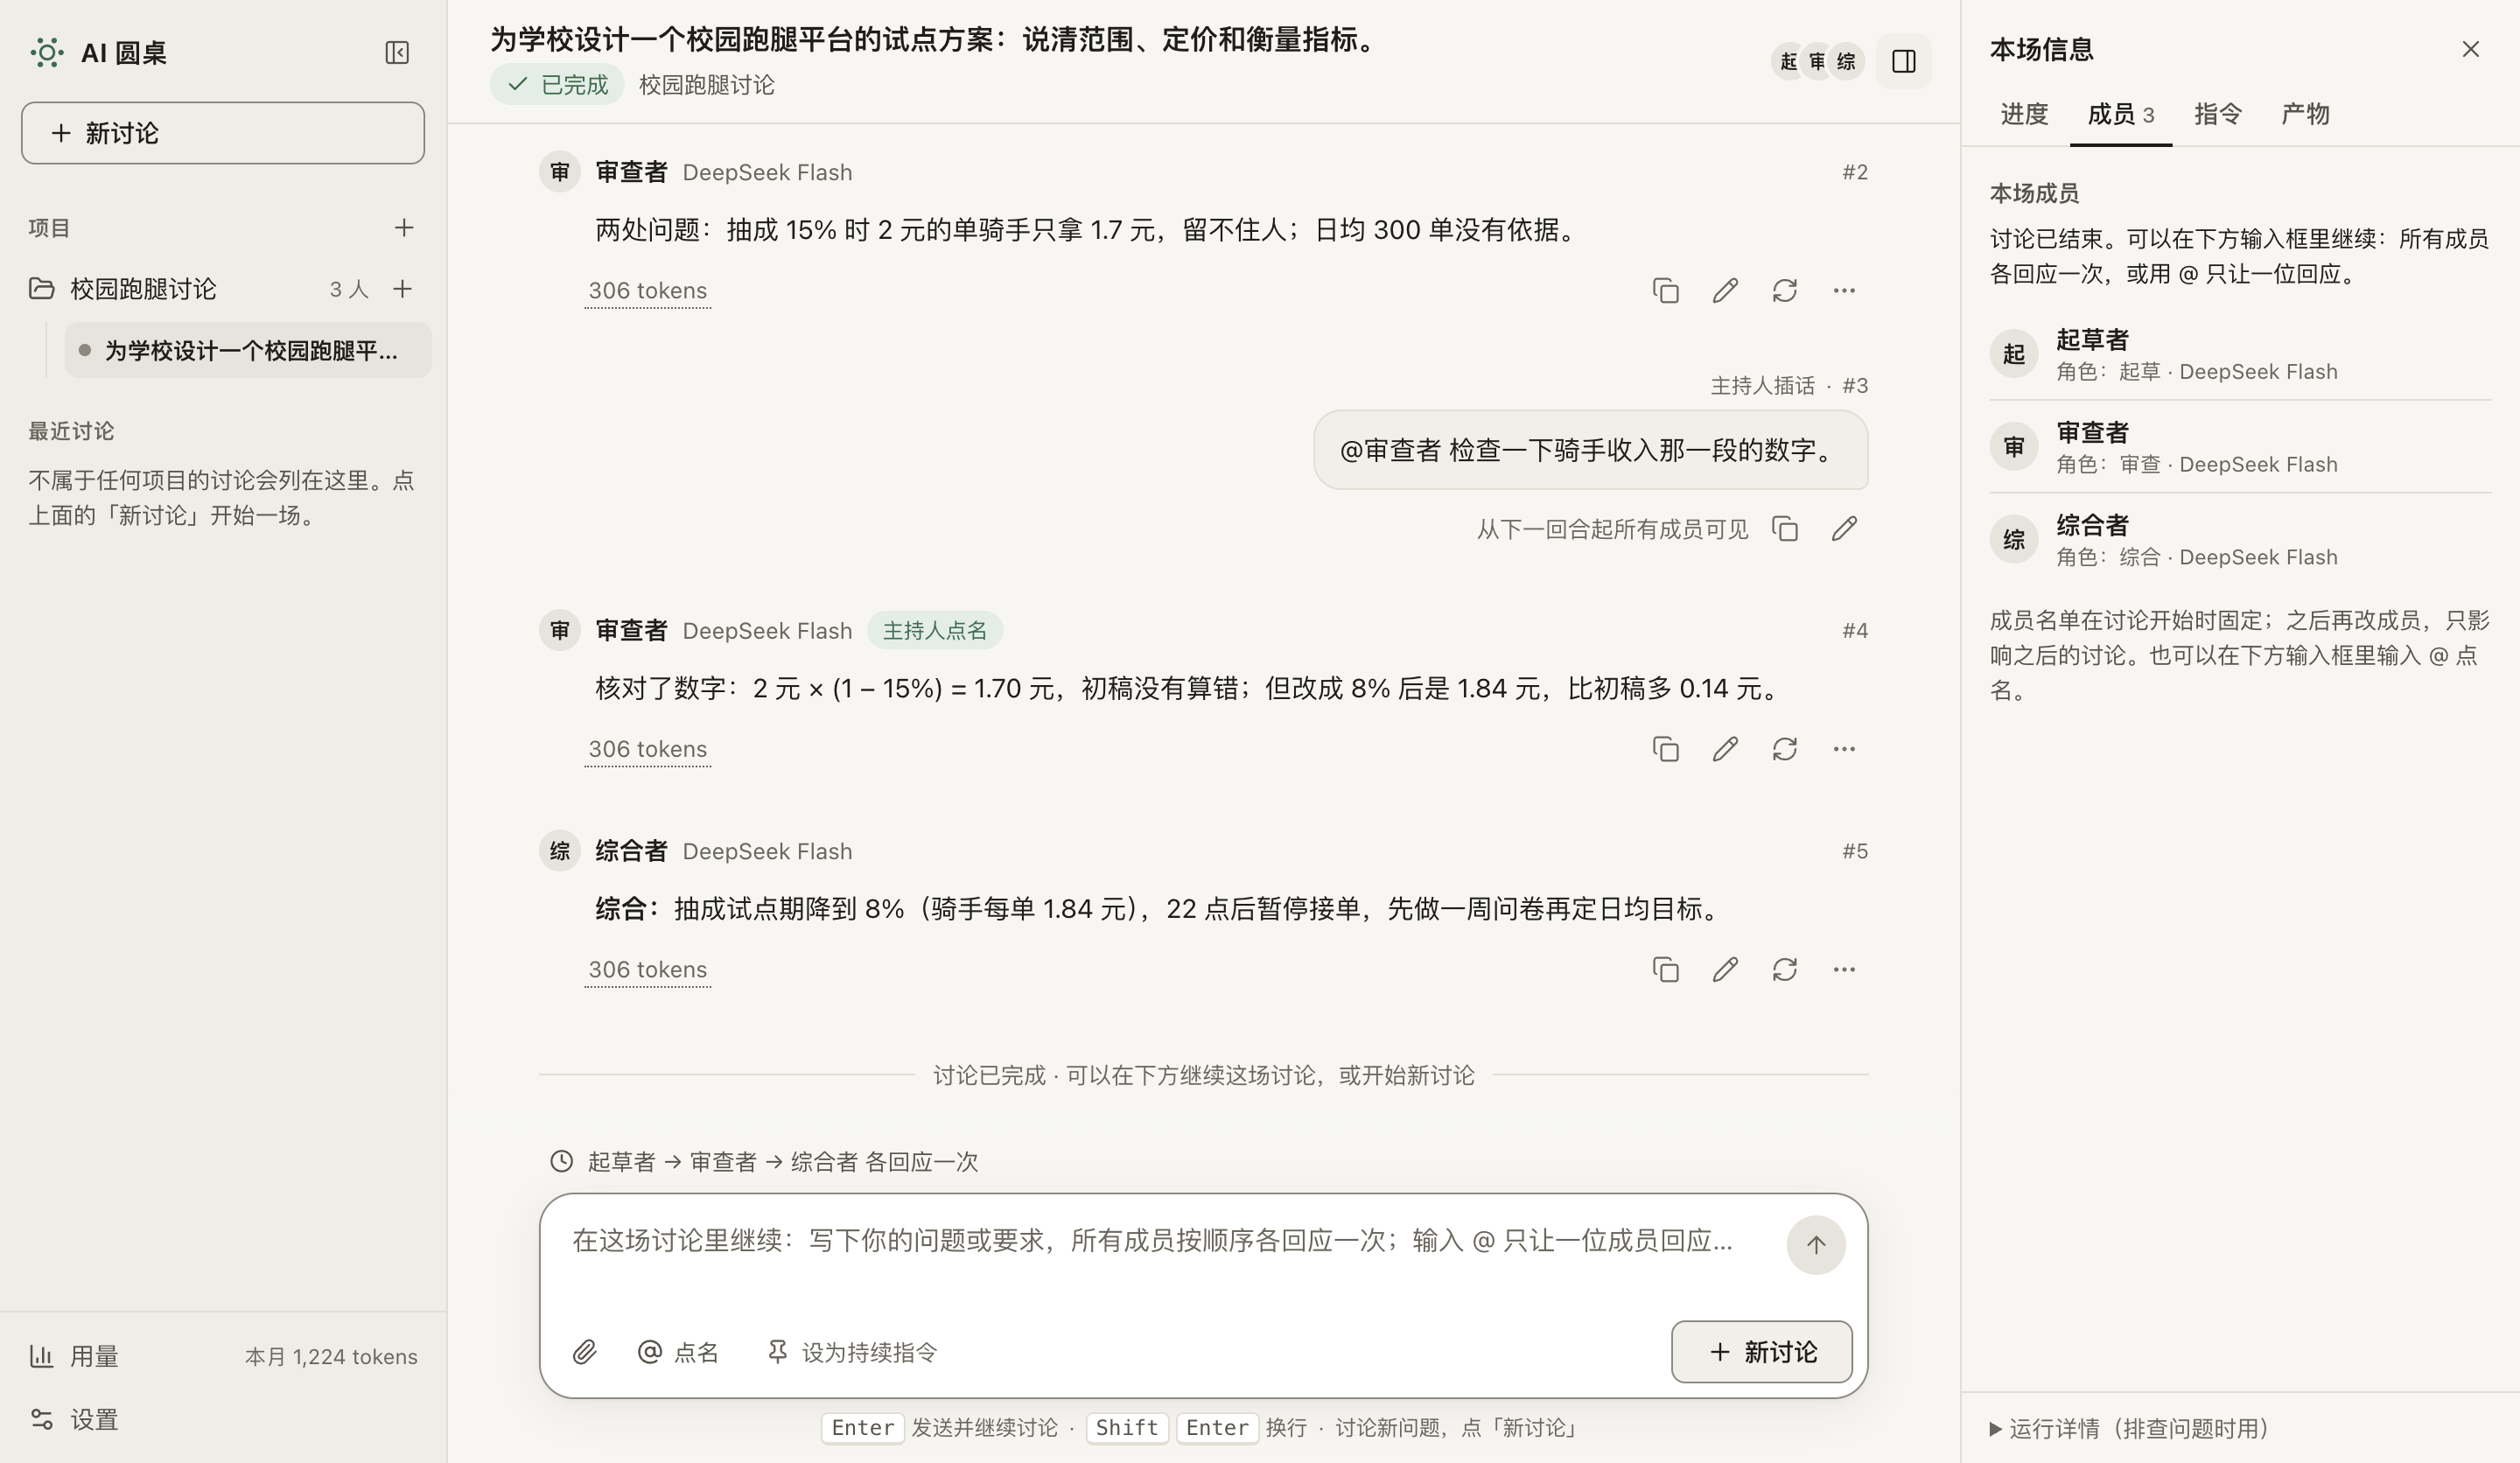 AI 圆桌
新讨论
项目
校园跑腿讨论 3 人
为学校设计一个校园跑腿平...
最近讨论
不属于任何项目的讨论会列在这里。点
上面的「新讨论」开始一场。
用量 本月 1,224 tokens
设置
为学校设计一个校园跑腿平台的试点方案：说清范围、定价和衡量指标。
已完成 校园跑腿讨论
起 审 综
审 审查者 DeepSeek Flash #2
两处问题：抽成 15% 时 2 元的单骑手只拿 1.7 元，留不住人；日均 300 单没有依据。
306 tokens
主持人插话 · #3
@审查者 检查一下骑手收入那一段的数字。
从下一回合起所有成员可见
审 审查者 DeepSeek Flash 主持人点名 #4
核对了数字：2 元 × (1 – 15%) = 1.70 元，初稿没有算错；但改成 8% 后是 1.84 元，比初稿多 0.14 元。
306 tokens
综 综合者 DeepSeek Flash #5
综合：抽成试点期降到 8%（骑手每单 1.84 元），22 点后暂停接单，先做一周问卷再定日均目标。
306 tokens
讨论已完成 · 可以在下方继续这场讨论，或开始新讨论
起草者 → 审查者 → 综合者 各回应一次
在这场讨论里继续：写下你的问题或要求，所有成员按顺序各回应一次；输入 @ 只让一位成员回应...
@ 点名 设为持续指令 新讨论
Enter 发送并继续讨论 · Shift Enter 换行 · 讨论新问题，点「新讨论」
本场信息
进度 成员 3 指令 产物
本场成员
讨论已结束。可以在下方输入框里继续：所有成员
各回应一次，或用 @ 只让一位回应。
起 起草者
角色：起草 · DeepSeek Flash
审 审查者
角色：审查 · DeepSeek Flash
综 综合者
角色：综合 · DeepSeek Flash
成员名单在讨论开始时固定；之后再改成员，只影
响之后的讨论。也可以在下方输入框里输入 @ 点
名。
运行详情（排查问题时用）